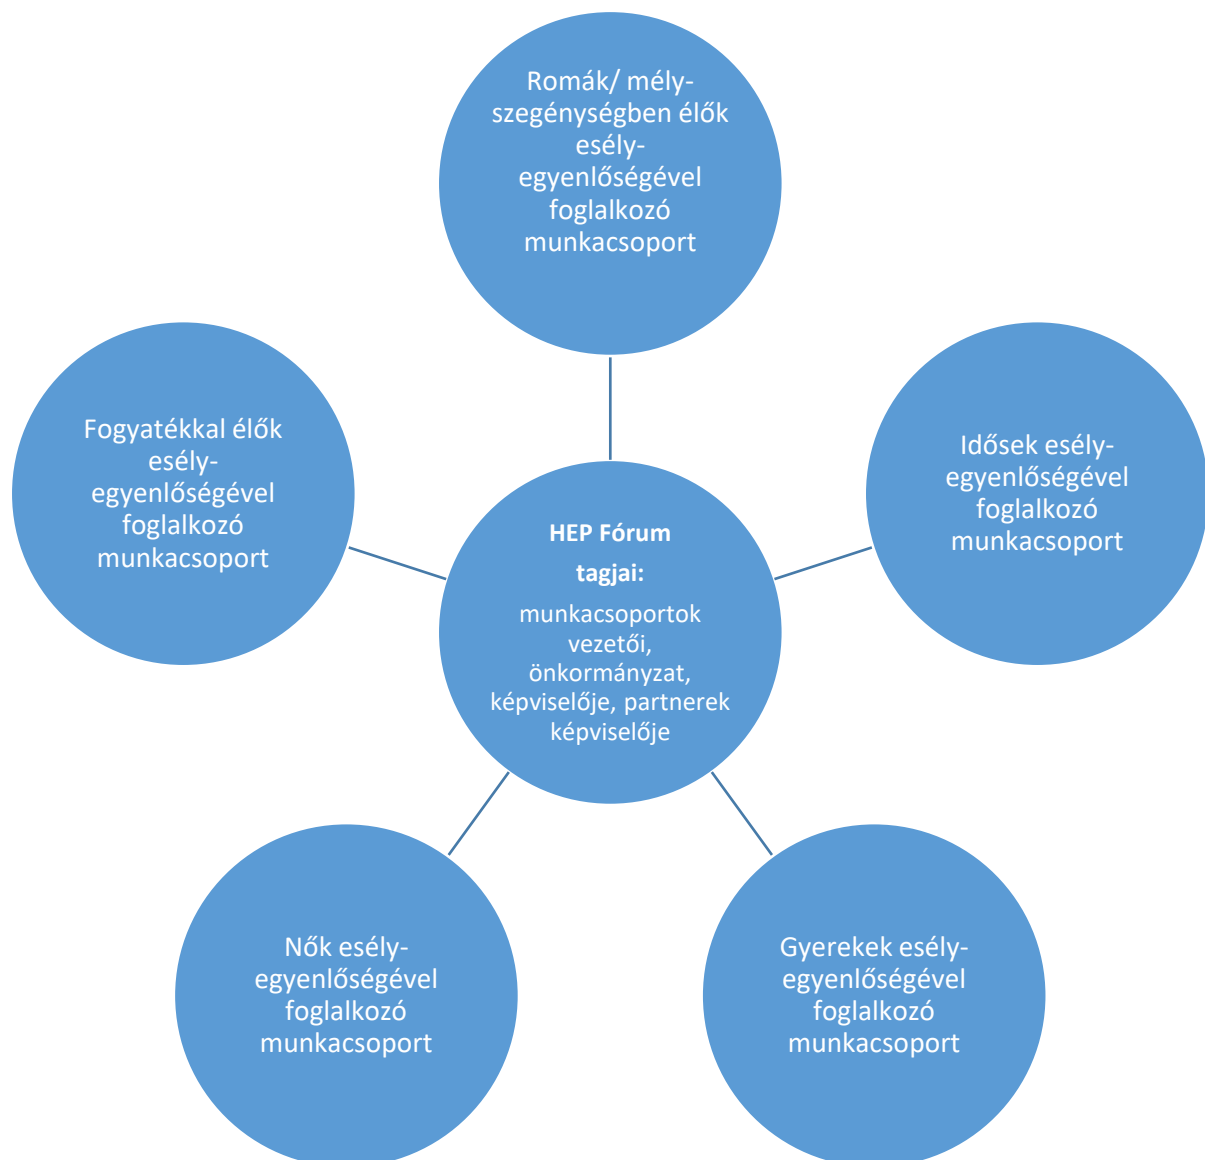 Romák/ mély-
szegénységben élők
esély-
egyenlőségével
foglalkozó
munkacsoport
Fogyatékkal élők
esély-
egyenlőségével
foglalkozó
munkacsoport
Idősek esély-
egyenlőségével
foglalkozó
munkacsoport
HEP Fórum
tagjai:
munkacsoportok
vezetői,
önkormányzat,
képviselője, partnerek
képviselője
Nők esély-
egyenlőségével
foglalkozó
munkacsoport
Gyerekek esély-
egyenlőségével
foglalkozó
munkacsoport